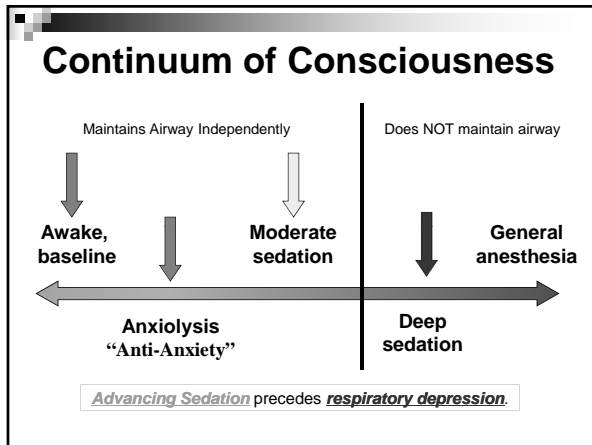 Continuum of Consciousness
Maintains Airway Independently
Does NOT maintain airway
Awake,
baseline
Moderate
sedation
General
anesthesia
Anxiolysis
“Anti-Anxiety”
Deep
sedation
Advancing Sedation precedes respiratory depression.